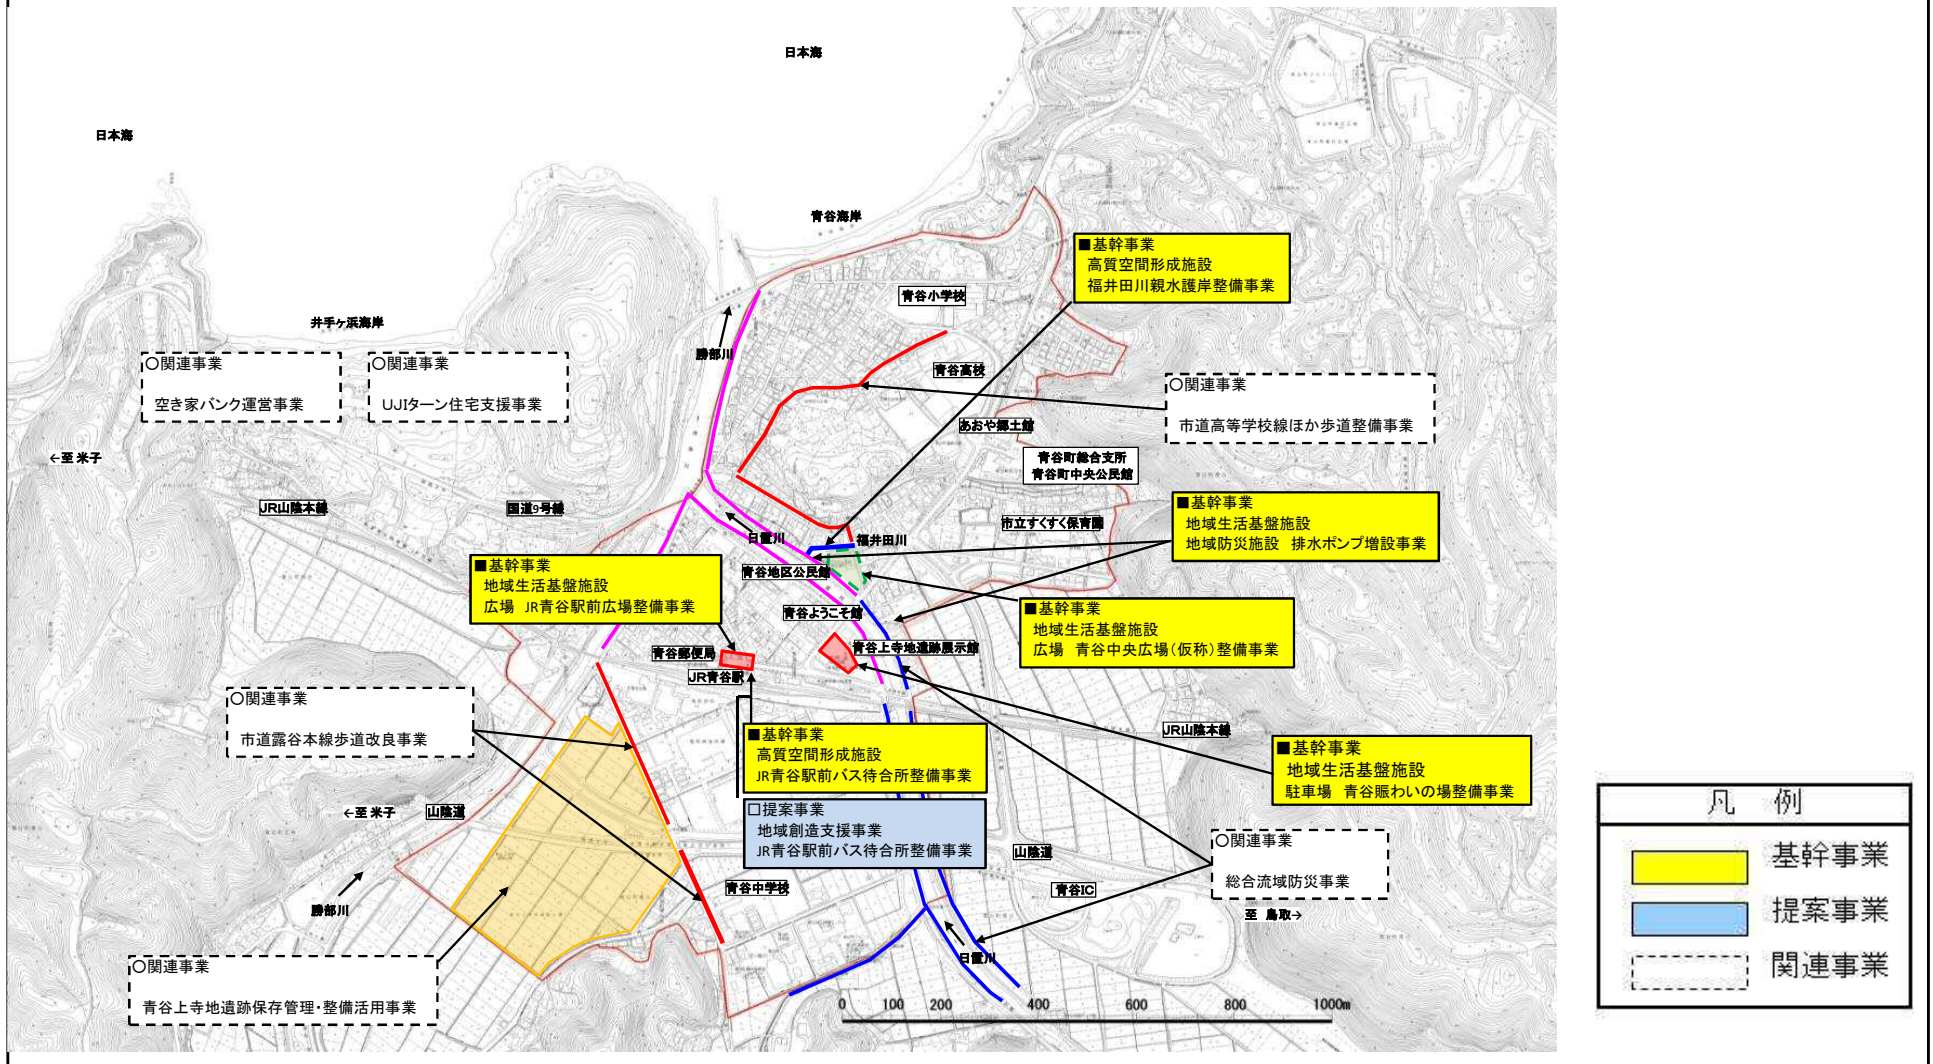 日本海
日本海
青谷海岸
■基幹事業
高質空間形成施設
福井田川親水護岸整備事業
青谷小学校
井手ヶ浜海岸
勝部川
○関連事業
空き家バンク運営事業
○関連事業
UJIターン住宅支援事業
青谷高校
○関連事業
市道高等学校線ほか歩道整備事業
あおや郷土館
←至 米子
青谷町総合支所
青谷町中央公民館
JR山陰本線
国道9号線
■基幹事業
地域生活基盤施設
地域防災施設 排水ポンプ増設事業
市立すくすく保育園
日置川
福井田川
■基幹事業
地域生活基盤施設
広場 JR青谷駅前広場整備事業
青谷地区公民館
青谷ようこそ館
■基幹事業
地域生活基盤施設
広場 青谷中央広場(仮称)整備事業
青谷郵便局
青谷上寺地遺跡展示館
JR青谷駅
○関連事業
市道露谷本線歩道改良事業
■基幹事業
高質空間形成施設
JR青谷駅前バス待合所整備事業
JR山陰本線
■基幹事業
地域生活基盤施設
駐車場 青谷賑わいの場整備事業
□提案事業
地域創造支援事業
JR青谷駅前バス待合所整備事業
←至 米子
山陰道
山陰道
○関連事業
総合流域防災事業
青谷中学校
青谷IC
勝部川
至 鳥取→
日置川
○関連事業
青谷上寺地遺跡保存管理・整備活用事業
0 100 200 400 600 800 1000m
凡 例
基幹事業
提案事業
関連事業